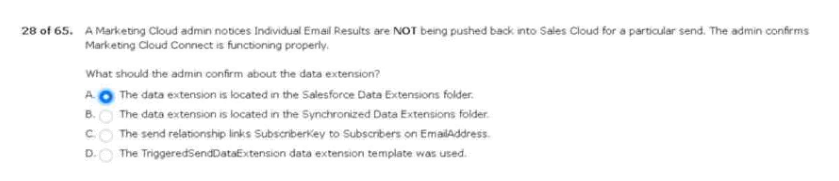 28 of 65. A Marketing Cloud admin notices Individual Email Results are NOT being pushed back into Sales Cloud for a particular send. The admin confirms
Marketing Cloud Connect is functioning properly.
What should the admin confirm about the data extension?
A. The data extension is located in the Salesforce Data Extensions folder.
B. The data extension is located in the Synchronized Data Extensions folder.
C. The send relationship links SubscriberKey to Subscribers on EmailAddress.
D. The TriggeredSendDataExtension data extension template was used.